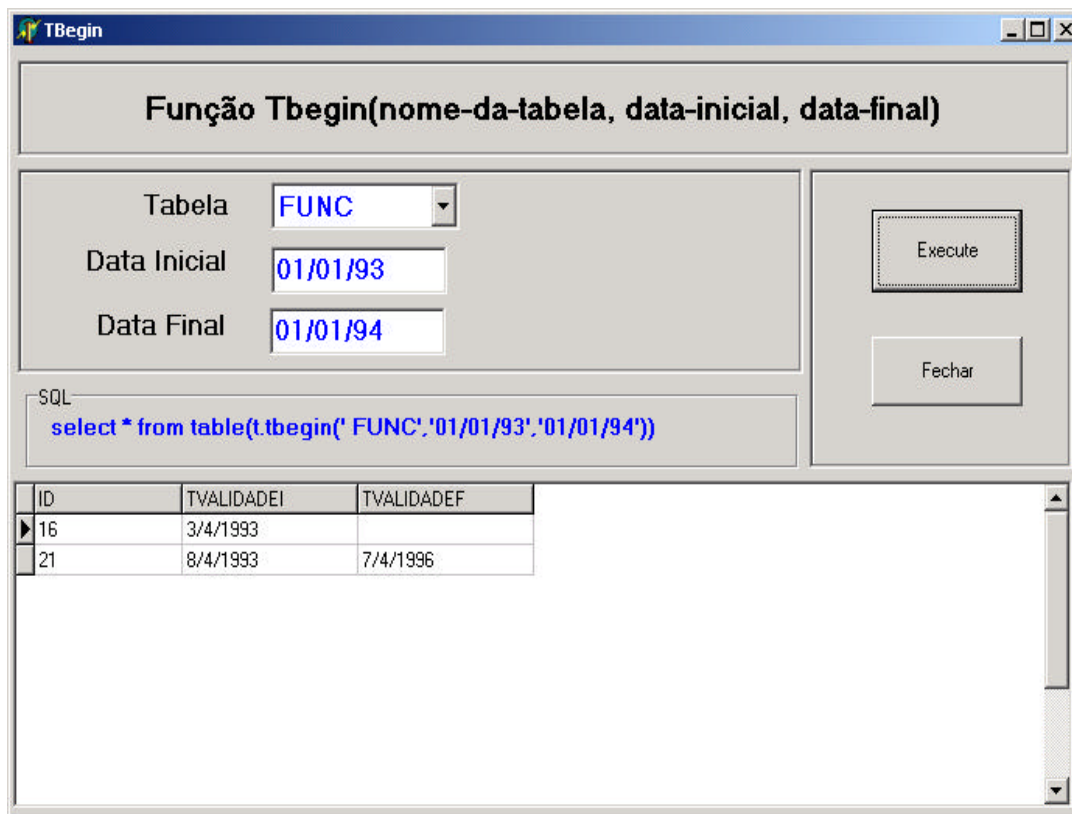 TBegin
Função Tbegin(nome-da-tabela, data-inicial, data-final)
Tabela FUNC
Data Inicial 01/01/93
Data Final 01/01/94
Execute
Fechar
SQL
select * from table(t.tbegin(' FUNC','01/01/93','01/01/94'))
ID TVALIDADEI TVALIDADEF
16 3/4/1993
21 8/4/1993 7/4/1996